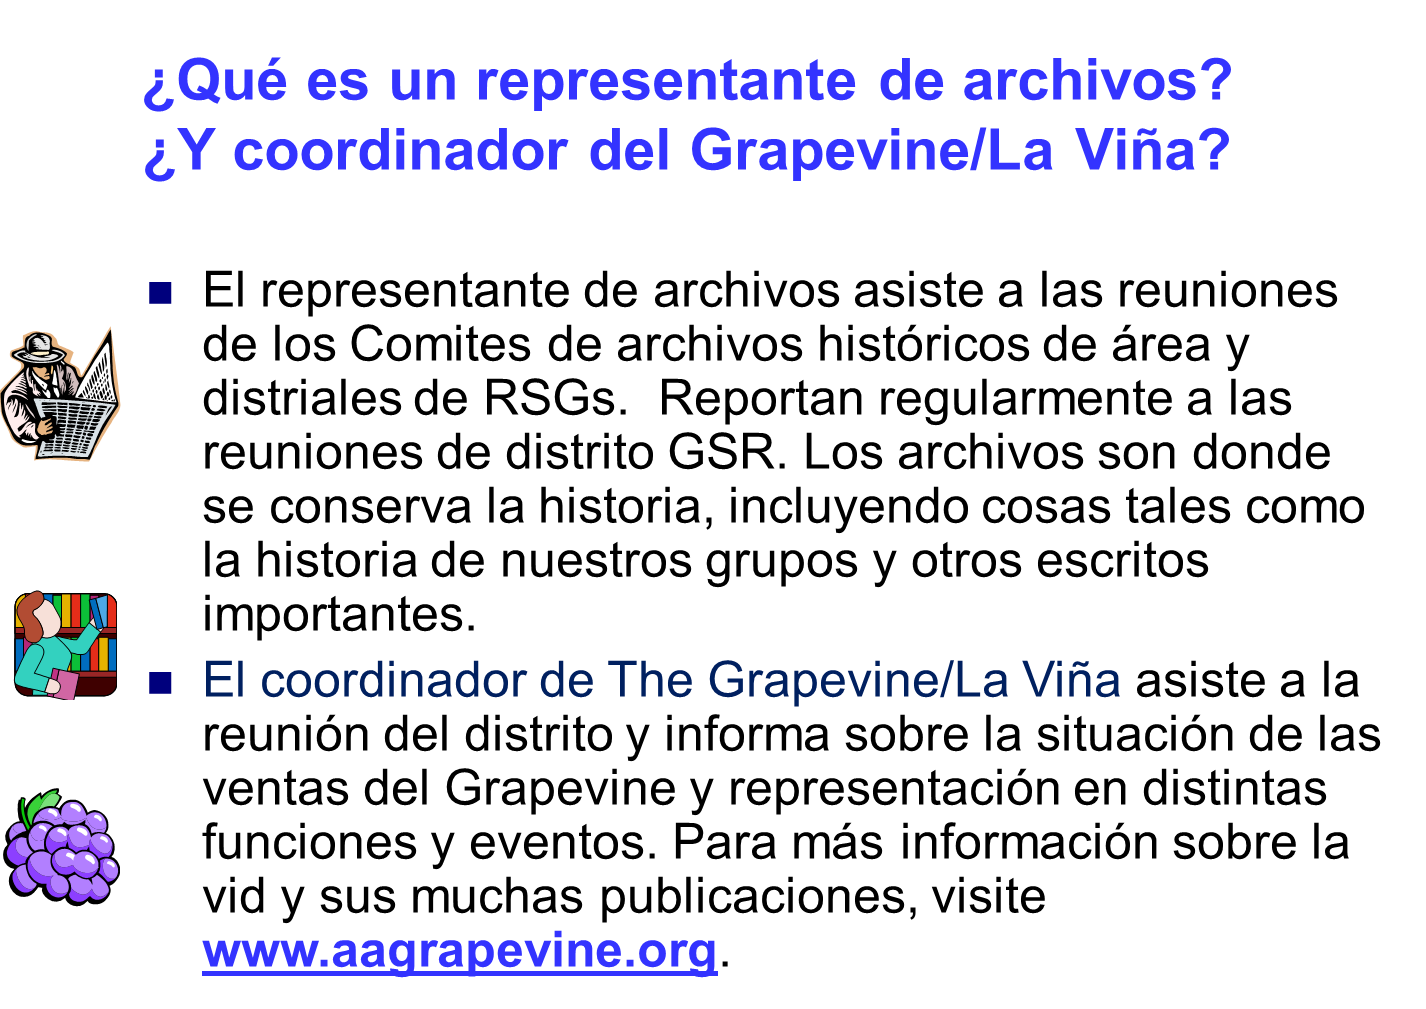 ¿Qué es un representante de archivos?
¿Y coordinador del Grapevine/La Viña?
El representante de archivos asiste a las reuniones
de los Comites de archivos históricos de área y
distriales de RSGs.  Reportan regularmente a las
reuniones de distrito GSR. Los archivos son donde
se conserva la historia, incluyendo cosas tales como
la historia de nuestros grupos y otros escritos
importantes.
El coordinador de The Grapevine/La Viña asiste a la
reunión del distrito y informa sobre la situación de las
ventas del Grapevine y representación en distintas
funciones y eventos. Para más información sobre la
vid y sus muchas publicaciones, visite
www.aagrapevine.org.